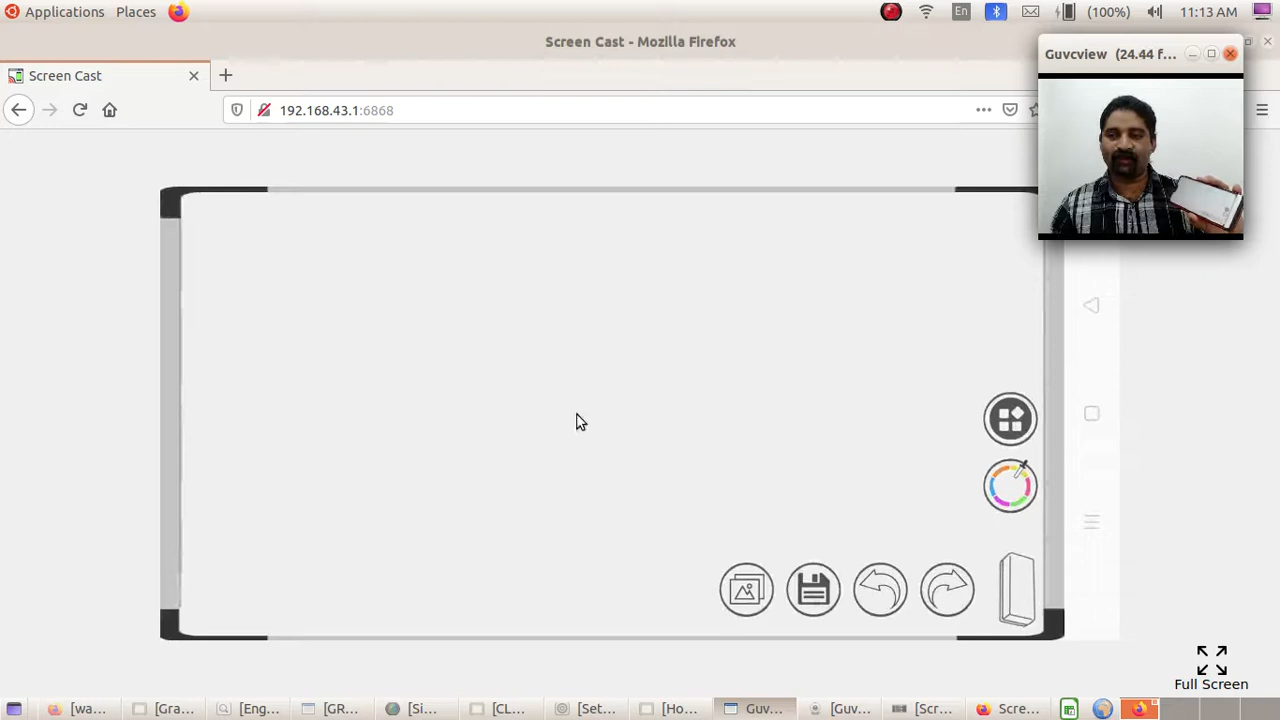 Applications Places En (100%) 11:13 AM
Screen Cast - Mozilla Firefox
Guvcview (24.44 f...
Screen Cast
192.168.43.1:6868
Full Screen
[wa... [Gra... [Eng... [GR... [Si... [CL... [Set... [Ho... Guv... [Guv... [Scr... Scre...